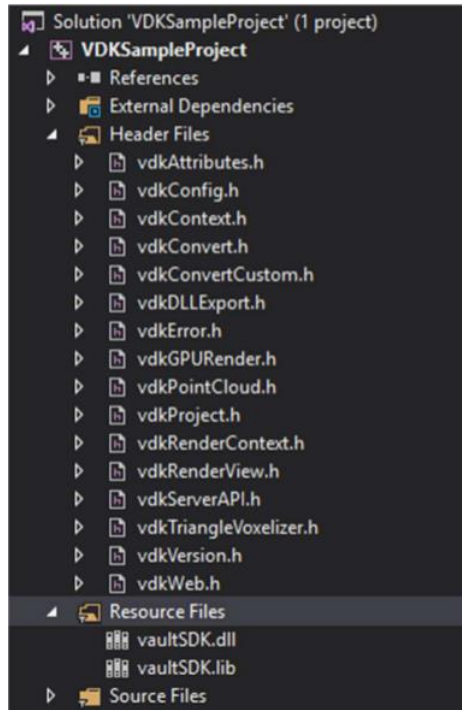 Solution 'VDKSampleProject' (1 project)
VDKSampleProject
References
External Dependencies
Header Files
vdkAttributes.h
vdkConfig.h
vdkContext.h
vdkConvert.h
vdkConvertCustom.h
vdkDLLExport.h
vdkError.h
vdkGPURender.h
vdkPointCloud.h
vdkProject.h
vdkRenderContext.h
vdkRenderView.h
vdkServerAPI.h
vdkTriangleVoxelizer.h
vdkVersion.h
vdkWeb.h
Resource Files
vaultSDK.dll
vaultSDK.lib
Source Files